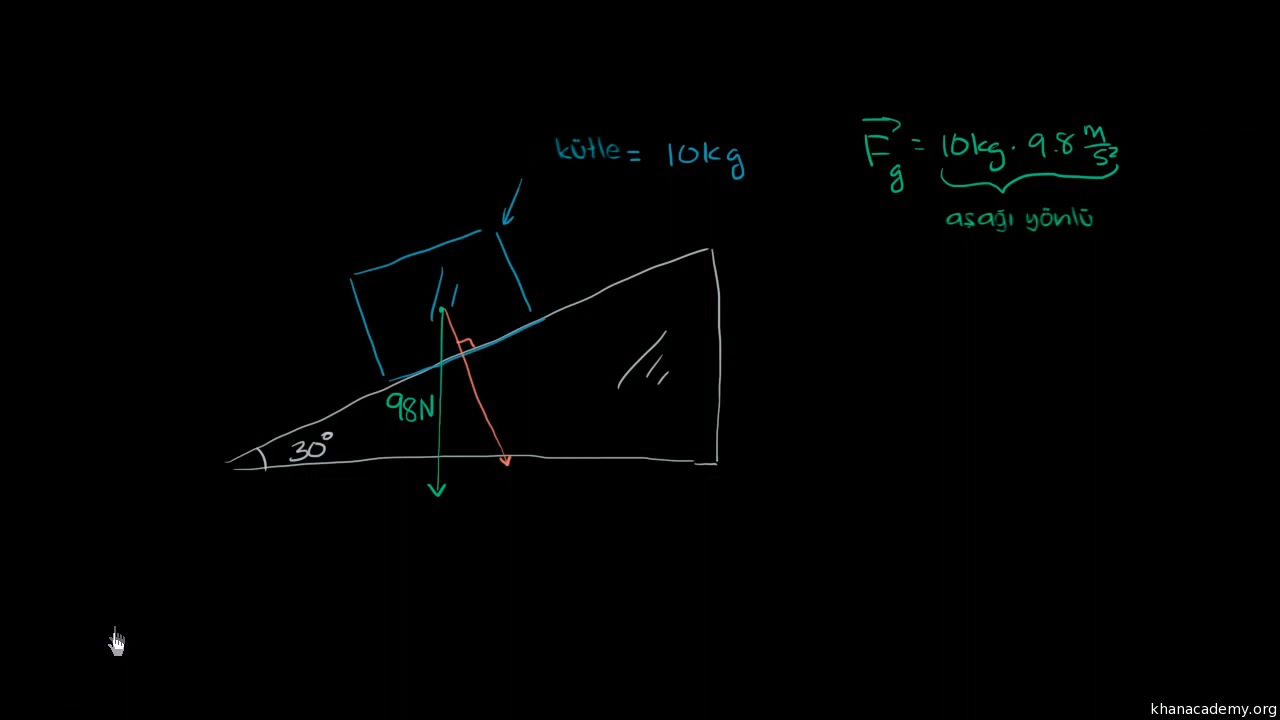 kütle = 10kg
F⃗g = 10kg · 9.8 m/s²
aşağı yönlü
98N
30°
khanacademy.org